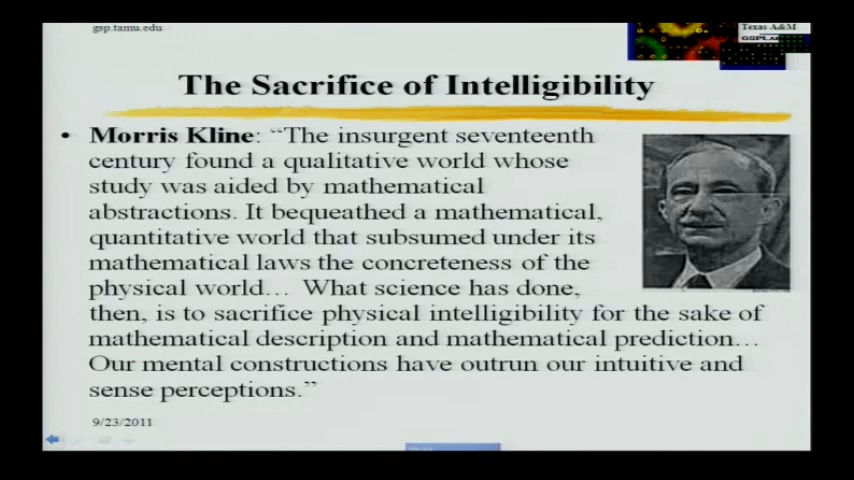 gsp.tamu.edu
Texas A&M
The Sacrifice of Intelligibility
• Morris Kline: “The insurgent seventeenth
century found a qualitative world whose
study was aided by mathematical
abstractions. It bequeathed a mathematical,
quantitative world that subsumed under its
mathematical laws the concreteness of the
physical world… What science has done,
then, is to sacrifice physical intelligibility for the sake of
mathematical description and mathematical prediction…
Our mental constructions have outrun our intuitive and
sense perceptions.”
9/23/2011